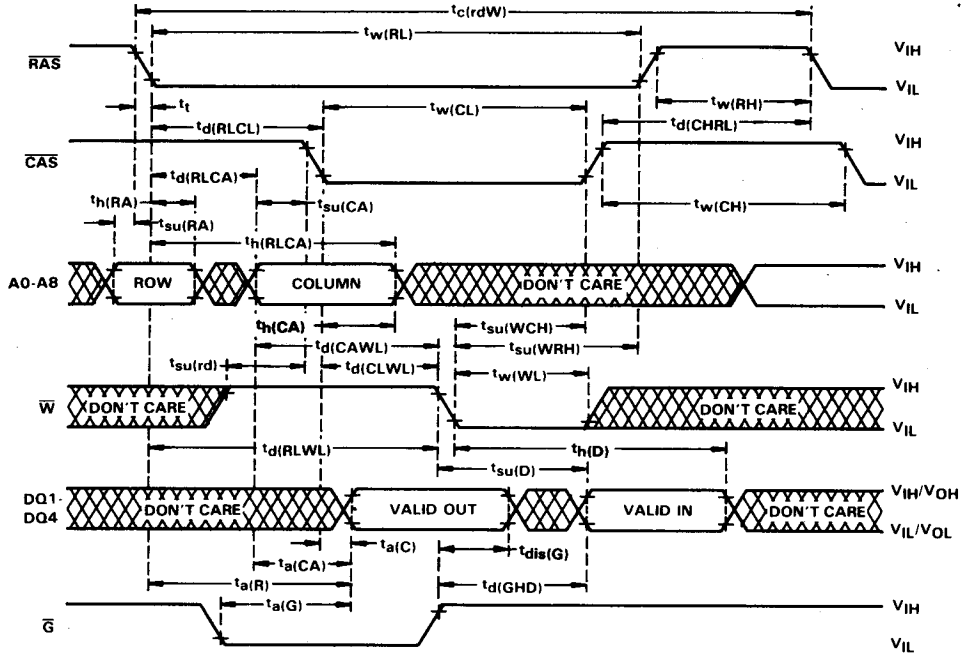 tc(rdW)
tw(RL)
RAS VIH
VIL
tt tw(CL) tw(RH)
td(RLCL) td(CHRL)
CAS VIH
td(RLCA) VIL
th(RA) tsu(CA) tw(CH)
tsu(RA)
th(RLCA)
A0-A8 ROW COLUMN DON'T CARE VIH
VIL
th(CA) tsu(WCH)
td(CAWL) tsu(WRH)
tsu(rd) td(CLWL) tw(WL)
W DON'T CARE DON'T CARE VIH
VIL
td(RLWL) th(D)
tsu(D)
DQ1- VIH/VOH
DQ4 DON'T CARE VALID OUT VALID IN DON'T CARE
VIL/VOL
ta(C) tdis(G)
ta(CA)
ta(R) td(GHD)
ta(G)
G VIH
VIL